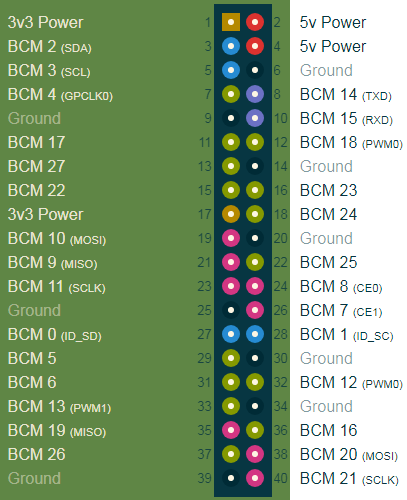 3v3 Power 1 2 5v Power
BCM 2 (SDA) 3 4 5v Power
BCM 3 (SCL) 5 6 Ground
BCM 4 (GPCLK0) 7 8 BCM 14 (TXD)
Ground 9 10 BCM 15 (RXD)
BCM 17 11 12 BCM 18 (PWM0)
BCM 27 13 14 Ground
BCM 22 15 16 BCM 23
3v3 Power 17 18 BCM 24
BCM 10 (MOSI) 19 20 Ground
BCM 9 (MISO) 21 22 BCM 25
BCM 11 (SCLK) 23 24 BCM 8 (CE0)
Ground 25 26 BCM 7 (CE1)
BCM 0 (ID_SD) 27 28 BCM 1 (ID_SC)
BCM 5 29 30 Ground
BCM 6 31 32 BCM 12 (PWM0)
BCM 13 (PWM1) 33 34 Ground
BCM 19 (MISO) 35 36 BCM 16
BCM 26 37 38 BCM 20 (MOSI)
Ground 39 40 BCM 21 (SCLK)